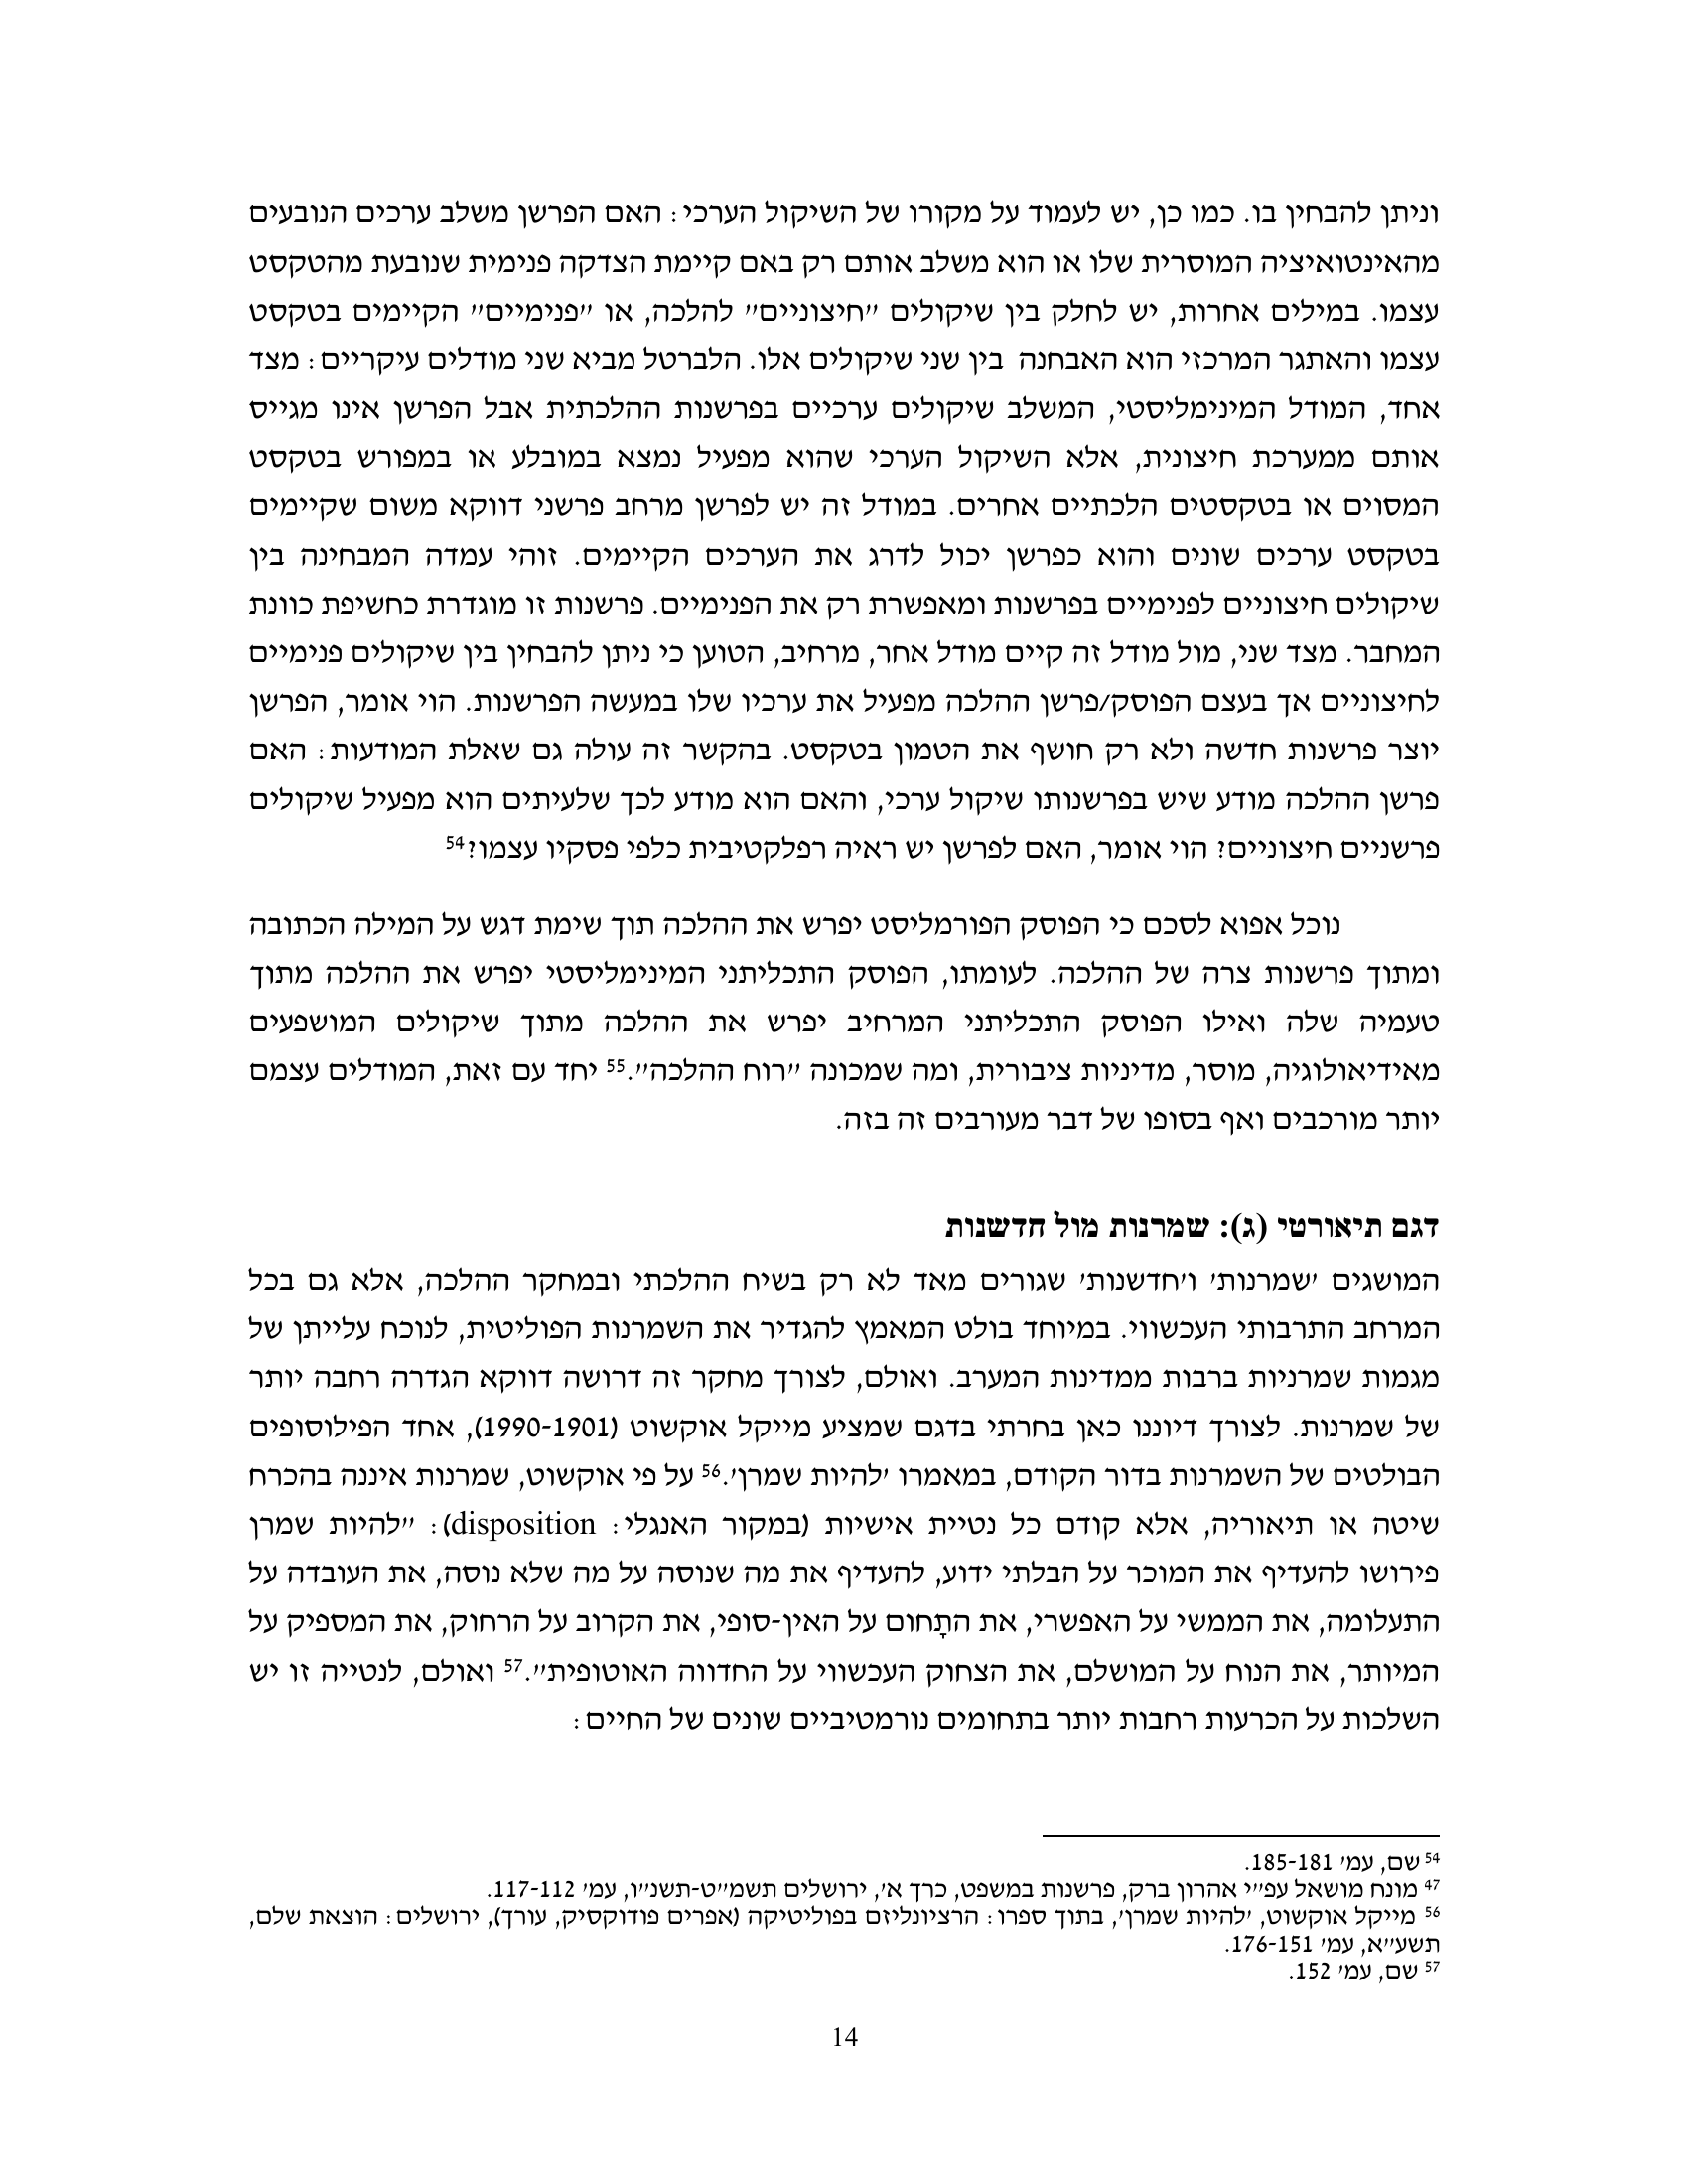 וניתן להבחין בו. כמו כן, יש לעמוד על מקורו של השיקול הערכי: האם הפרשן משלב ערכים הנובעים
מהאינטואיציה המוסרית שלו או הוא משלב אותם רק באם קיימת הצדקה פנימית שנובעת מהטקסט
עצמו. במילים אחרות, יש לחלק בין שיקולים ״חיצוניים״ להלכה, או ״פנימיים״ הקיימים בטקסט
עצמו והאתגר המרכזי הוא האבחנה  בין שני שיקולים אלו. הלברטל מביא שני מודלים עיקריים: מצד
אחד, המודל המינימליסטי, המשלב שיקולים ערכיים בפרשנות ההלכתית אבל הפרשן אינו מגייס
אותם ממערכת חיצונית, אלא השיקול הערכי שהוא מפעיל נמצא במובלע או במפורש בטקסט
המסוים או בטקסטים הלכתיים אחרים. במודל זה יש לפרשן מרחב פרשני דווקא משום שקיימים
בטקסט ערכים שונים והוא כפרשן יכול לדרג את הערכים הקיימים. זוהי עמדה המבחינה בין
שיקולים חיצוניים לפנימיים בפרשנות ומאפשרת רק את הפנימיים. פרשנות זו מוגדרת כחשיפת כוונת
המחבר. מצד שני, מול מודל זה קיים מודל אחר, מרחיב, הטוען כי ניתן להבחין בין שיקולים פנימיים
לחיצוניים אך בעצם הפוסק/פרשן ההלכה מפעיל את ערכיו שלו במעשה הפרשנות. הוי אומר, הפרשן
יוצר פרשנות חדשה ולא רק חושף את הטמון בטקסט. בהקשר זה עולה גם שאלת המודעות: האם
פרשן ההלכה מודע שיש בפרשנותו שיקול ערכי, והאם הוא מודע לכך שלעיתים הוא מפעיל שיקולים
פרשניים חיצוניים? הוי אומר, האם לפרשן יש ראיה רפלקטיבית כלפי פסקיו עצמו?54
נוכל אפוא לסכם כי הפוסק הפורמליסט יפרש את ההלכה תוך שימת דגש על המילה הכתובה
ומתוך פרשנות צרה של ההלכה. לעומתו, הפוסק התכליתני המינימליסטי יפרש את ההלכה מתוך
טעמיה שלה ואילו הפוסק התכליתני המרחיב יפרש את ההלכה מתוך שיקולים המושפעים
מאידיאולוגיה, מוסר, מדיניות ציבורית, ומה שמכונה ״רוח ההלכה״.55 יחד עם זאת, המודלים עצמם
יותר מורכבים ואף בסופו של דבר מעורבים זה בזה.
דגם תיאורטי (ג): שמרנות מול חדשנות
המושגים ׳שמרנות׳ ו׳חדשנות׳ שגורים מאד לא רק בשיח ההלכתי ובמחקר ההלכה, אלא גם בכל
המרחב התרבותי העכשווי. במיוחד בולט המאמץ להגדיר את השמרנות הפוליטית, לנוכח עלייתן של
מגמות שמרניות ברבות ממדינות המערב. ואולם, לצורך מחקר זה דרושה דווקא הגדרה רחבה יותר
של שמרנות. לצורך דיוננו כאן בחרתי בדגם שמציע מייקל אוקשוט (1990-1901), אחד הפילוסופים
הבולטים של השמרנות בדור הקודם, במאמרו ׳להיות שמרן׳.56 על פי אוקשוט, שמרנות איננה בהכרח
שיטה או תיאוריה, אלא קודם כל נטיית אישיות (במקור האנגלי: disposition): ״להיות שמרן
פירושו להעדיף את המוכר על הבלתי ידוע, להעדיף את מה שנוסה על מה שלא נוסה, את העובדה על
התעלומה, את הממשי על האפשרי, את התָחום על האין-סופי, את הקרוב על הרחוק, את המספיק על
המיותר, את הנוח על המושלם, את הצחוק העכשווי על החדווה האוטופית״.57 ואולם, לנטייה זו יש
השלכות על הכרעות רחבות יותר בתחומים נורמטיביים שונים של החיים:
54 שם, עמ׳ 185-181.
47 מונח מושאל עפ״י אהרון ברק, פרשנות במשפט, כרך א׳, ירושלים תשמ״ט-תשנ״ו, עמ׳ 117-112.
56 מייקל אוקשוט, ׳להיות שמרן׳, בתוך ספרו: הרציונליזם בפוליטיקה (אפרים פודוקסיק, עורך), ירושלים: הוצאת שלם,
תשע״א, עמ׳ 176-151.
57 שם, עמ׳ 152.
14